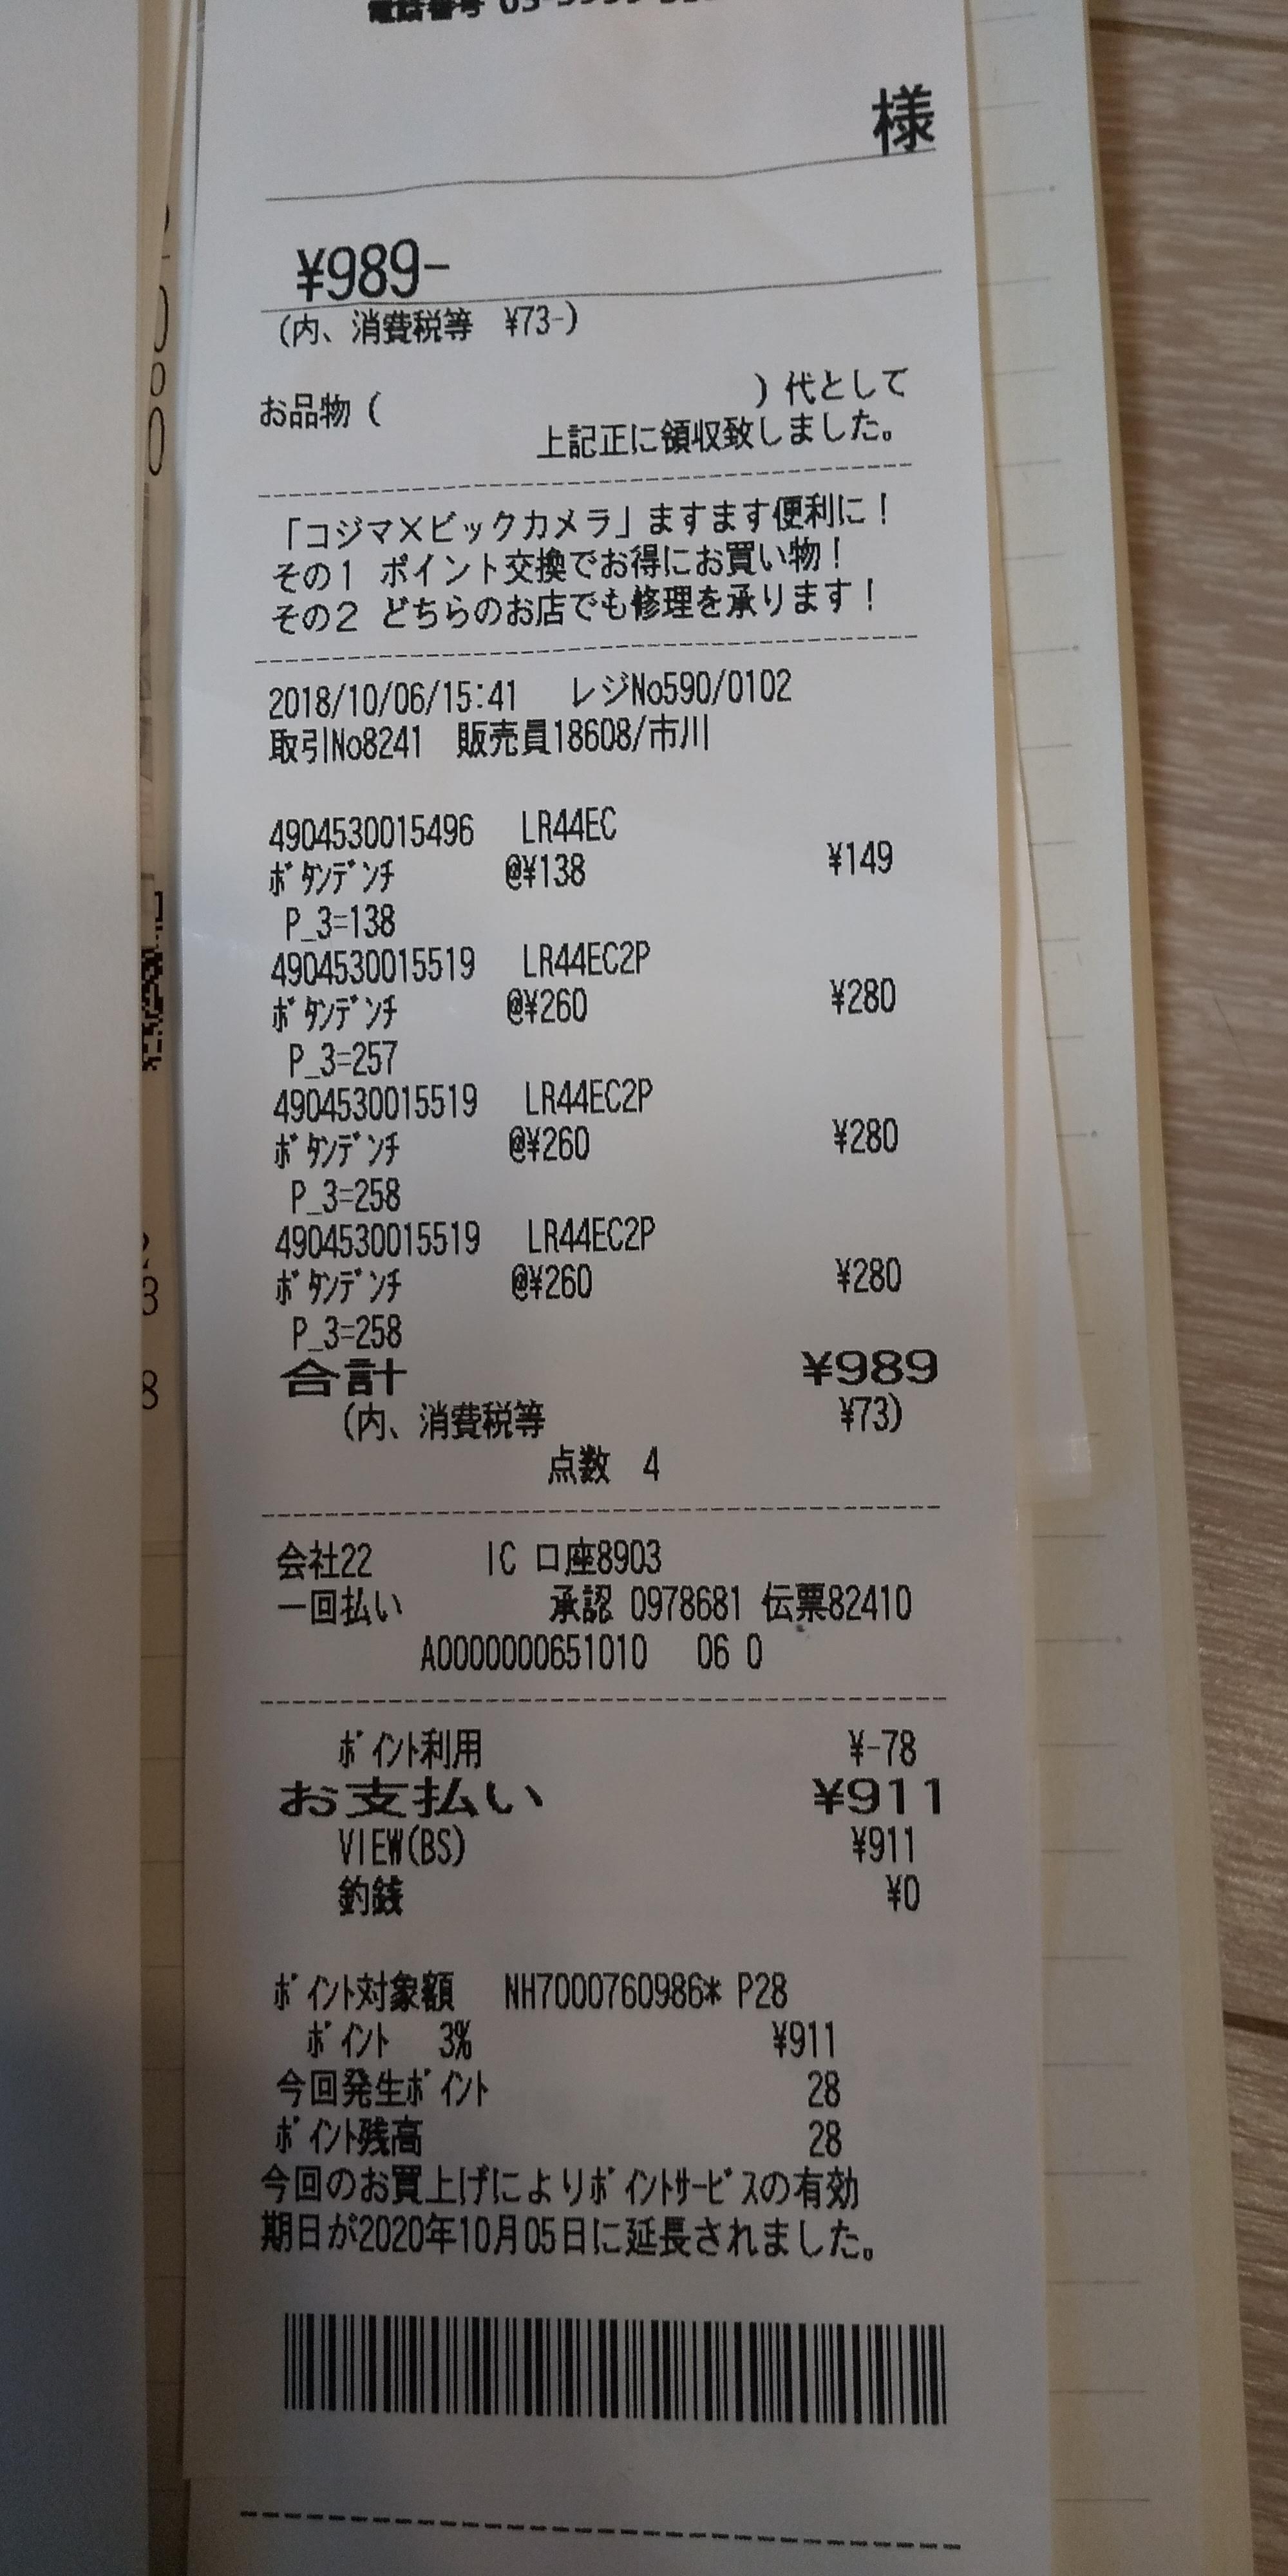 電話番号 03-
様
¥989-
(内、消費税等 ¥73-)
お品物( )代として
上記正に領収致しました。
「コジマ×ビックカメラ」ますます便利に!
その1 ポイント交換でお得にお買い物!
その2 どちらのお店でも修理を承ります!
2018/10/06/15:41 レジNo590/0102
取引No8241 販売員18608/市川
4904530015496 LR44EC
ボタンデンチ @¥138 ¥149
P_3=138
4904530015519 LR44EC2P
ボタンデンチ @¥260 ¥280
P_3=257
4904530015519 LR44EC2P
ボタンデンチ @¥260 ¥280
P_3=258
4904530015519 LR44EC2P
ボタンデンチ @¥260 ¥280
P_3=258
合計 ¥989
(内、消費税等 ¥73)
点数 4
会社22 IC 口座8903
一回払い 承認 0978681 伝票82410
A0000000651010 06 0
ポイント利用 ¥-78
お支払い ¥911
VIEW(BS) ¥911
釣銭 ¥0
ポイント対象額 NH7000760986* P28
ポイント 3% ¥911
今回発生ポイント 28
ポイント残高 28
今回のお買上げによりポイントサービスの有効
期日が2020年10月05日に延長されました。